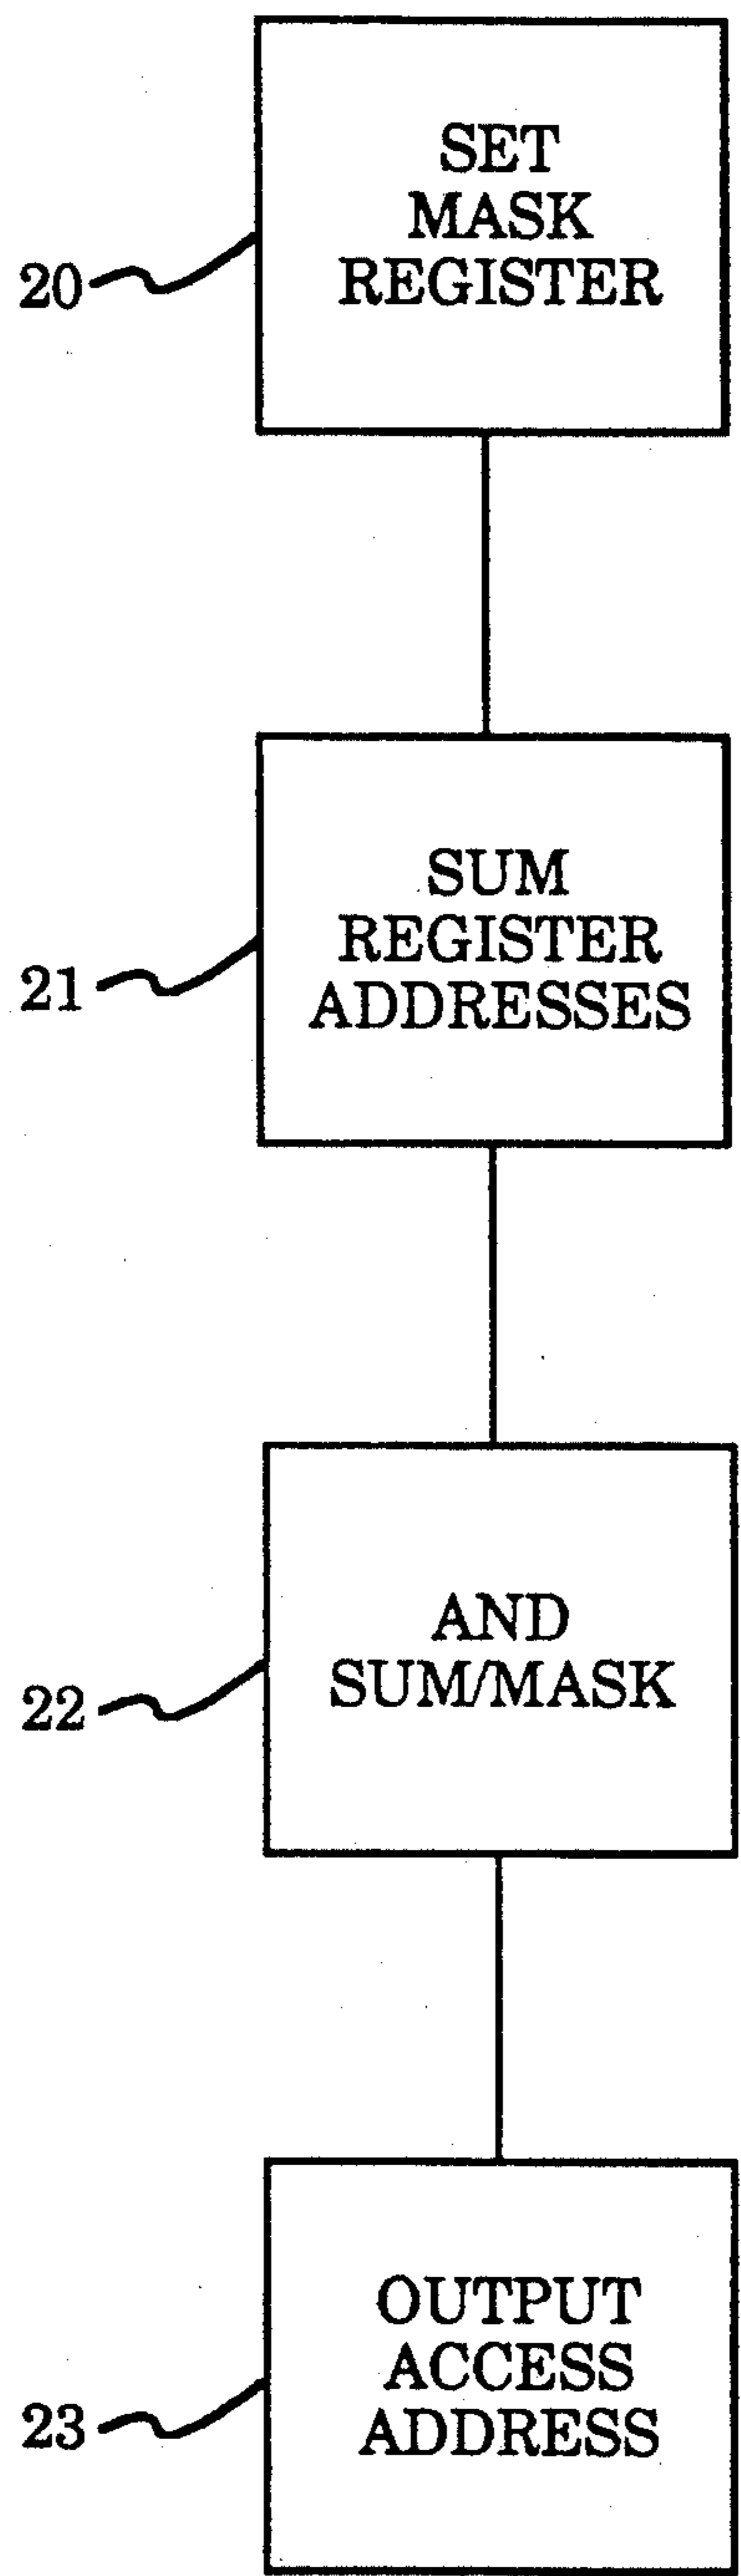 SET
MASK
REGISTER
20
SUM
REGISTER
ADDRESSES
21
AND
SUM/MASK
22
OUTPUT
ACCESS
ADDRESS
23